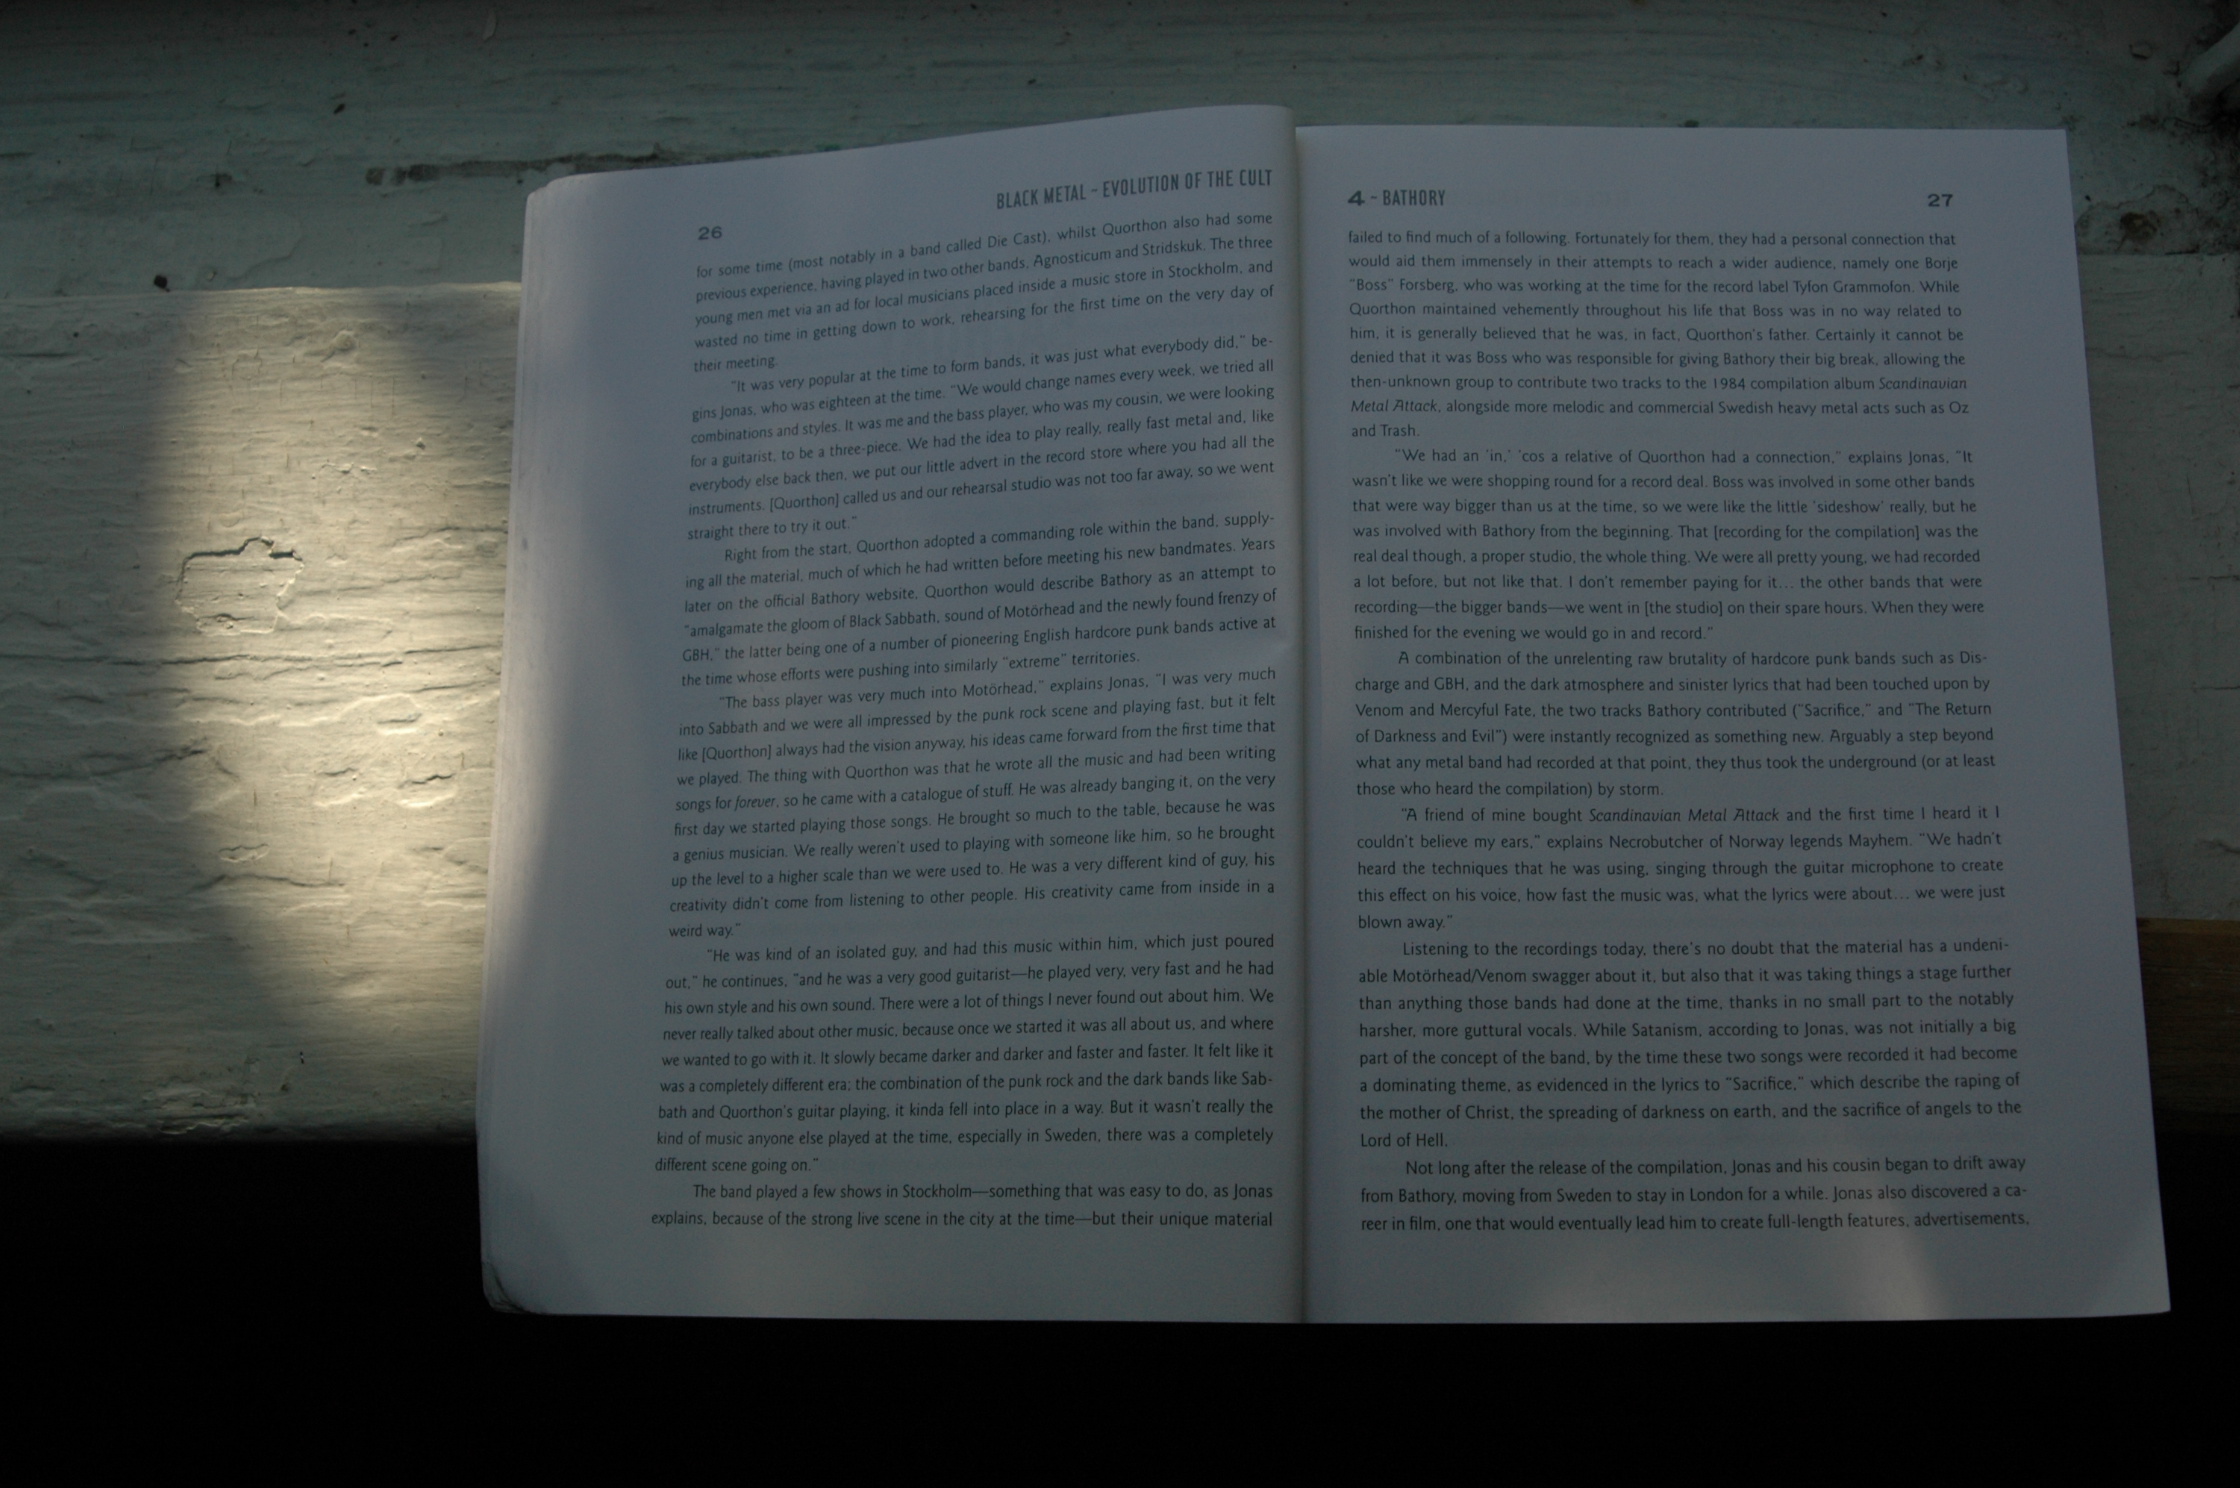 26
BLACK METAL – EVOLUTION OF THE CULT
for some time (most notably in a band called Die Cast), whilst Quorthon also had some
previous experience, having played in two other bands, Agnosticum and Stridskuk. The three
young men met via an ad for local musicians placed inside a music store in Stockholm, and
wasted no time in getting down to work, rehearsing for the first time on the very day of
their meeting.
"It was very popular at the time to form bands, it was just what everybody did," be-
gins Jonas, who was eighteen at the time. "We would change names every week, we tried all
combinations and styles. It was me and the bass player, who was my cousin, we were looking
for a guitarist, to be a three-piece. We had the idea to play really, really fast metal and, like
everybody else back then, we put our little advert in the record store where you had all the
instruments. [Quorthon] called us and our rehearsal studio was not too far away, so we went
straight there to try it out."
Right from the start, Quorthon adopted a commanding role within the band, supply-
ing all the material, much of which he had written before meeting his new bandmates. Years
later on the official Bathory website, Quorthon would describe Bathory as an attempt to
"amalgamate the gloom of Black Sabbath, sound of Motörhead and the newly found frenzy of
GBH," the latter being one of a number of pioneering English hardcore punk bands active at
the time whose efforts were pushing into similarly "extreme" territories.
"The bass player was very much into Motörhead," explains Jonas, "I was very much
into Sabbath and we were all impressed by the punk rock scene and playing fast, but it felt
like [Quorthon] always had the vision anyway, his ideas came forward from the first time that
we played. The thing with Quorthon was that he wrote all the music and had been writing
songs for forever, so he came with a catalogue of stuff. He was already banging it, on the very
first day we started playing those songs. He brought so much to the table, because he was
a genius musician. We really weren't used to playing with someone like him, so he brought
up the level to a higher scale than we were used to. He was a very different kind of guy, his
creativity didn't come from listening to other people. His creativity came from inside in a
weird way."
"He was kind of an isolated guy, and had this music within him, which just poured
out," he continues, "and he was a very good guitarist—he played very, very fast and he had
his own style and his own sound. There were a lot of things I never found out about him. We
never really talked about other music, because once we started it was all about us, and where
we wanted to go with it. It slowly became darker and darker and faster and faster. It felt like it
was a completely different era; the combination of the punk rock and the dark bands like Sab-
bath and Quorthon's guitar playing, it kinda fell into place in a way. But it wasn't really the
kind of music anyone else played at the time, especially in Sweden, there was a completely
different scene going on."
The band played a few shows in Stockholm—something that was easy to do, as Jonas
explains, because of the strong live scene in the city at the time—but their unique material
4 – BATHORY
27
failed to find much of a following. Fortunately for them, they had a personal connection that
would aid them immensely in their attempts to reach a wider audience, namely one Borje
"Boss" Forsberg, who was working at the time for the record label Tyfon Grammofon. While
Quorthon maintained vehemently throughout his life that Boss was in no way related to
him, it is generally believed that he was, in fact, Quorthon's father. Certainly it cannot be
denied that it was Boss who was responsible for giving Bathory their big break, allowing the
then-unknown group to contribute two tracks to the 1984 compilation album Scandinavian
Metal Attack, alongside more melodic and commercial Swedish heavy metal acts such as Oz
and Trash.
"We had an 'in,' 'cos a relative of Quorthon had a connection," explains Jonas, "It
wasn't like we were shopping round for a record deal. Boss was involved in some other bands
that were way bigger than us at the time, so we were like the little 'sideshow' really, but he
was involved with Bathory from the beginning. That [recording for the compilation] was the
real deal though, a proper studio, the whole thing. We were all pretty young, we had recorded
a lot before, but not like that. I don't remember paying for it… the other bands that were
recording—the bigger bands—we went in [the studio] on their spare hours. When they were
finished for the evening we would go in and record."
A combination of the unrelenting raw brutality of hardcore punk bands such as Dis-
charge and GBH, and the dark atmosphere and sinister lyrics that had been touched upon by
Venom and Mercyful Fate, the two tracks Bathory contributed ("Sacrifice," and "The Return
of Darkness and Evil") were instantly recognized as something new. Arguably a step beyond
what any metal band had recorded at that point, they thus took the underground (or at least
those who heard the compilation) by storm.
"A friend of mine bought Scandinavian Metal Attack and the first time I heard it I
couldn't believe my ears," explains Necrobutcher of Norway legends Mayhem. "We hadn't
heard the techniques that he was using, singing through the guitar microphone to create
this effect on his voice, how fast the music was, what the lyrics were about… we were just
blown away."
Listening to the recordings today, there's no doubt that the material has a undeni-
able Motörhead/Venom swagger about it, but also that it was taking things a stage further
than anything those bands had done at the time, thanks in no small part to the notably
harsher, more guttural vocals. While Satanism, according to Jonas, was not initially a big
part of the concept of the band, by the time these two songs were recorded it had become
a dominating theme, as evidenced in the lyrics to "Sacrifice," which describe the raping of
the mother of Christ, the spreading of darkness on earth, and the sacrifice of angels to the
Lord of Hell.
Not long after the release of the compilation, Jonas and his cousin began to drift away
from Bathory, moving from Sweden to stay in London for a while. Jonas also discovered a ca-
reer in film, one that would eventually lead him to create full-length features, advertisements,